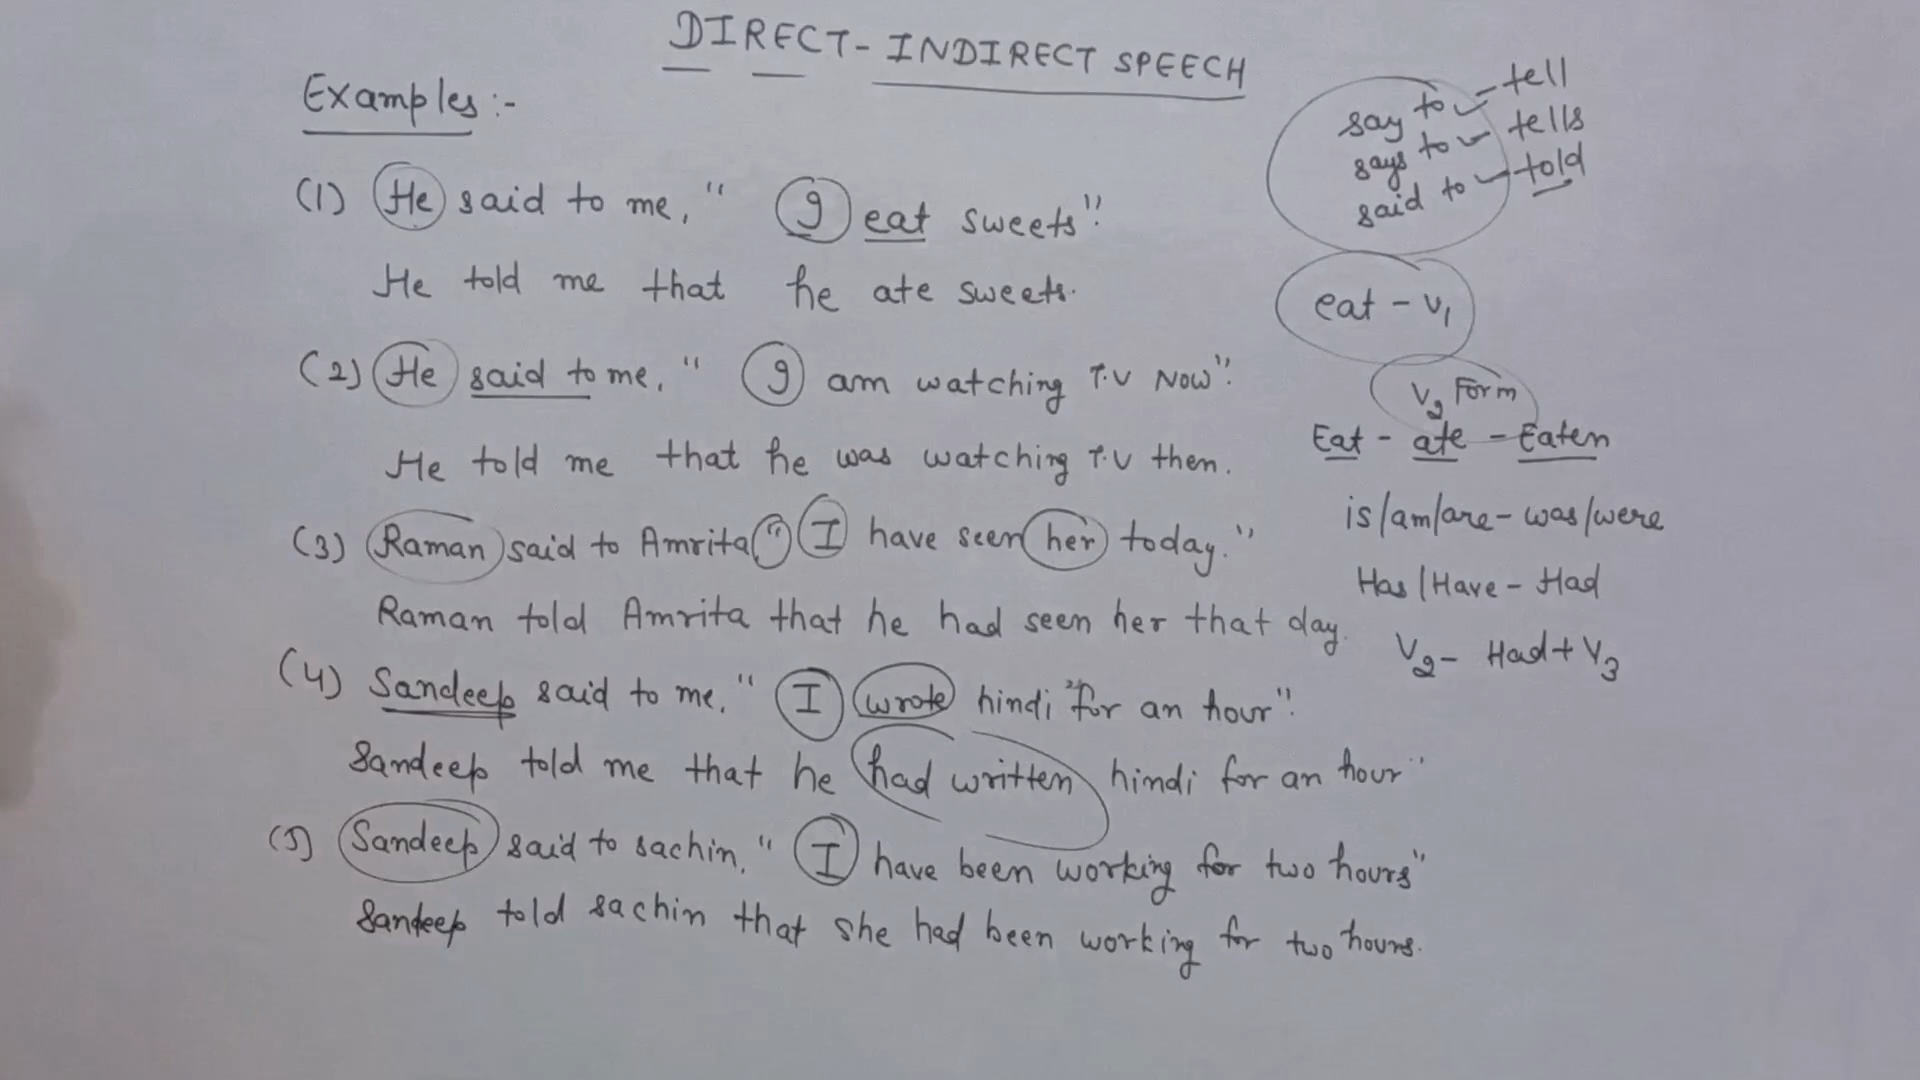 DIRECT-INDIRECT SPEECH
Examples :-
(1) He said to me, " I eat sweets".
He told me that he ate sweets.
(2) He said to me, " I am watching T.V Now".
He told me that he was watching T.V then.
(3) Raman said to Amrita " I have seen her today."
Raman told Amrita that he had seen her that day.
(4) Sandeep said to me, " I wrote hindi for an hour".
Sandeep told me that he had written hindi for an hour"
(5) Sandeep said to sachin, " I have been working for two hours"
Sandeep told sachin that she had been working for two hours.
say to - tell
says to - tells
said to - told
eat - V1
V2 Form
Eat - ate - Eaten
is/am/are - was/were
Has/Have - Had
V2 - Had + V3